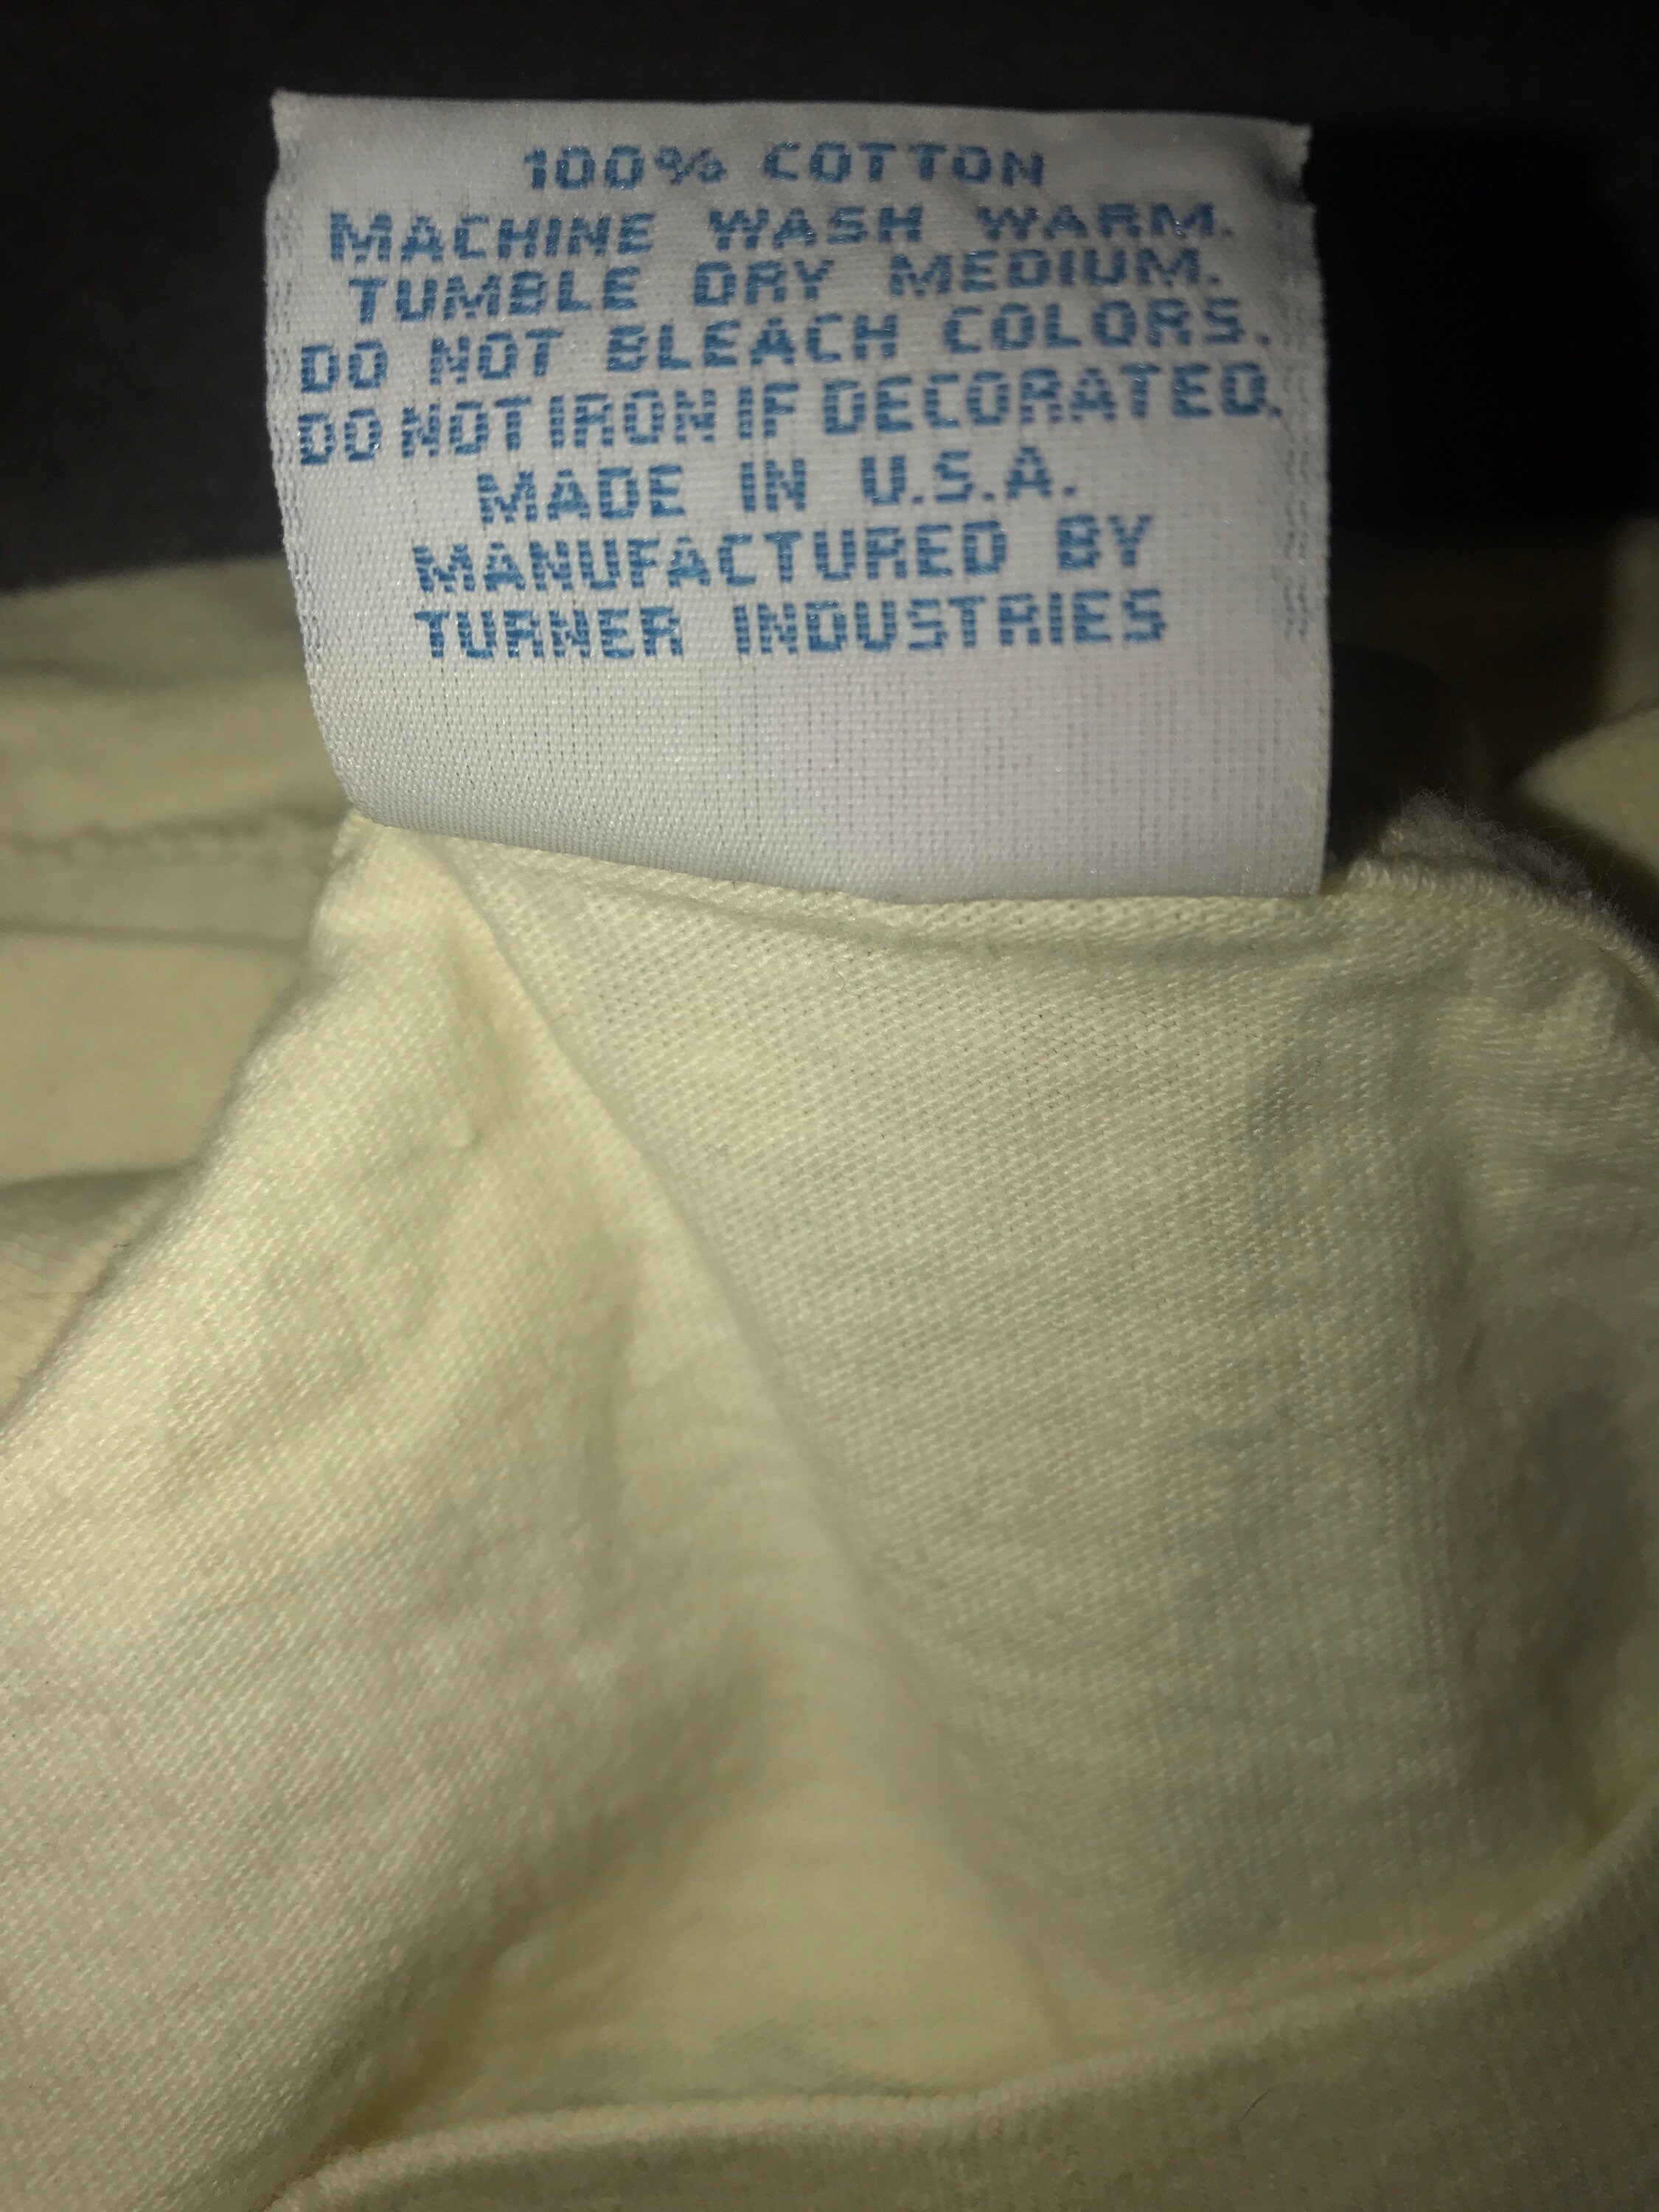 100% COTTON
MACHINE WASH WARM.
TUMBLE DRY MEDIUM.
DO NOT BLEACH COLORS.
DO NOT IRON IF DECORATED.
MADE IN U.S.A.
MANUFACTURED BY
TURNER INDUSTRIES